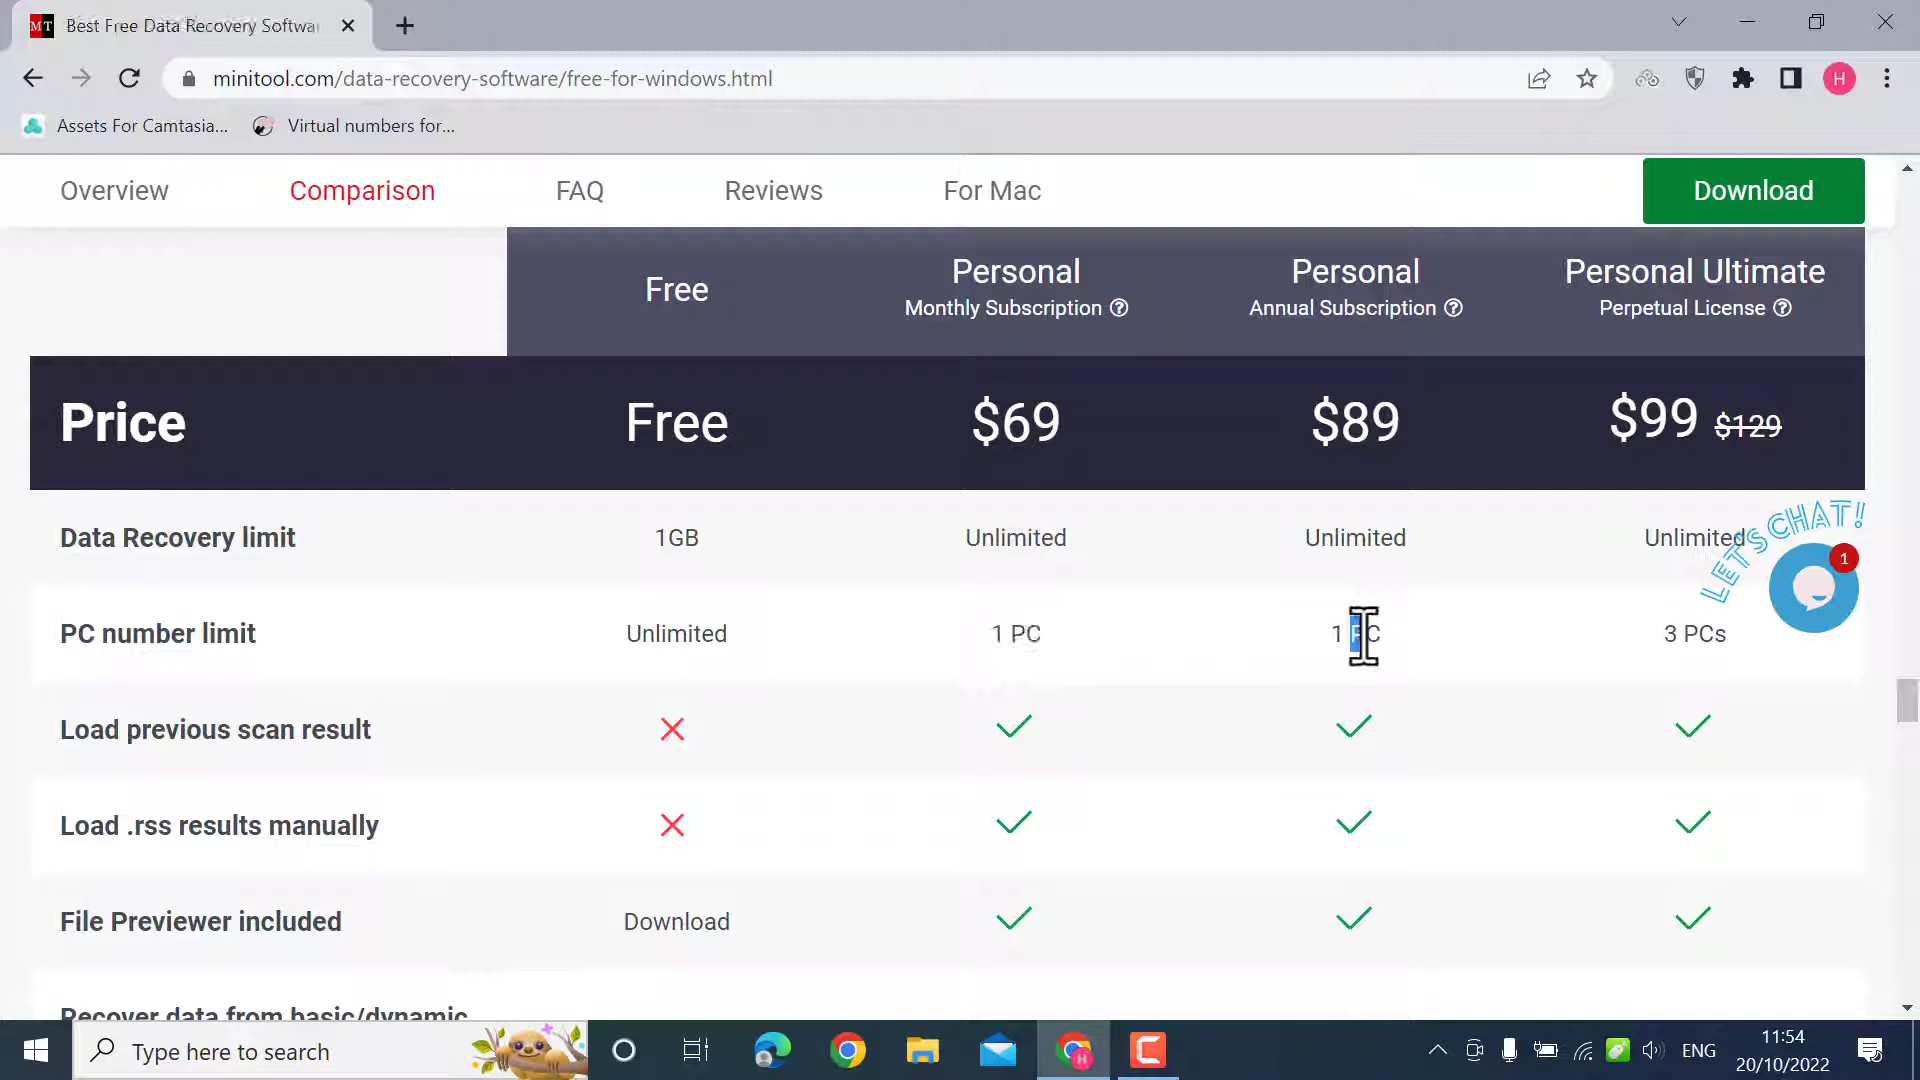 MT Best Free Data Recovery Softwa
minitool.com/data-recovery-software/free-for-windows.html
H
Assets For Camtasia... Virtual numbers for...
Overview Comparison FAQ Reviews For Mac Download
Free Personal Personal Personal Ultimate
Monthly Subscription Annual Subscription Perpetual License
Price Free $69 $89 $99 $129
LET'S CHAT!
Data Recovery limit 1GB Unlimited Unlimited Unlimited
1
PC number limit Unlimited 1 PC 1 PC 3 PCs
Load previous scan result
Load .rss results manually
File Previewer included Download
Recover data from basic/dynamic
Type here to search
H
ENG
11:54
20/10/2022